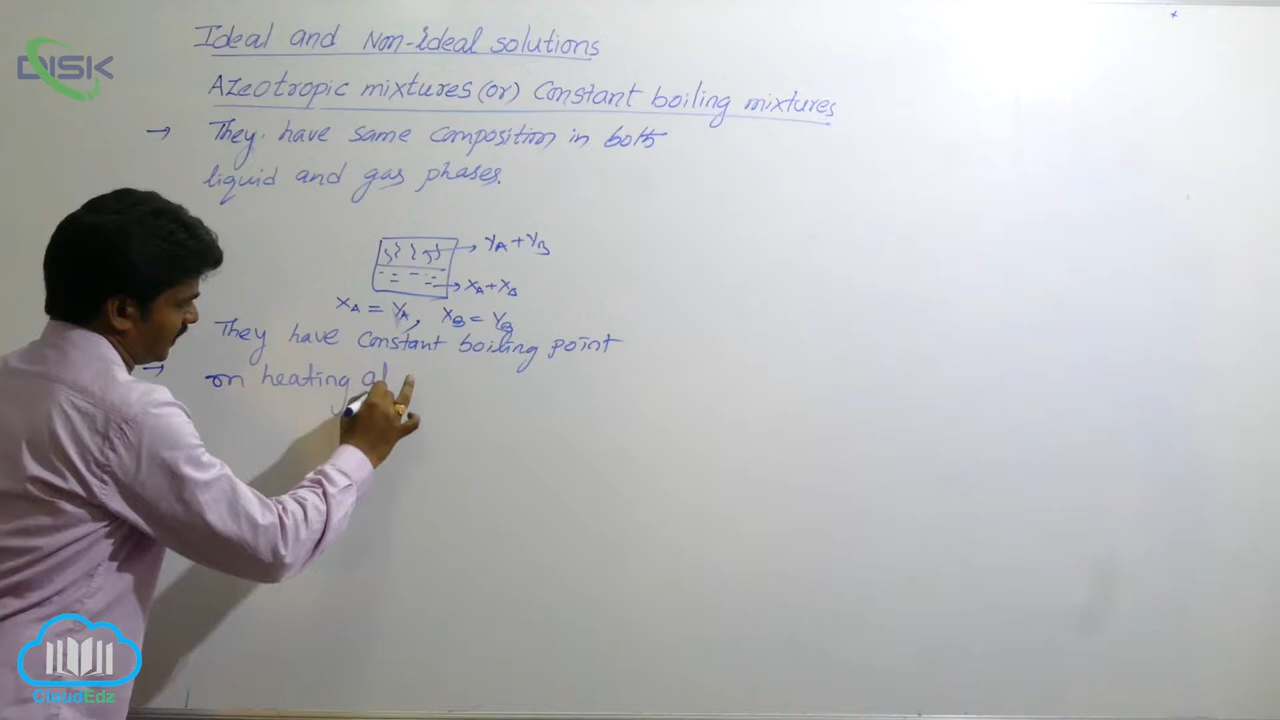 DISK
Ideal and Non-ideal solutions
Azeotropic mixtures (or) Constant boiling mixtures
→ They have same composition in both
liquid and gas phases.
→ YA + YB
→ XA + XB
XA = YA, XB = YB
They have constant boiling point
→ on heating
CloudEdz